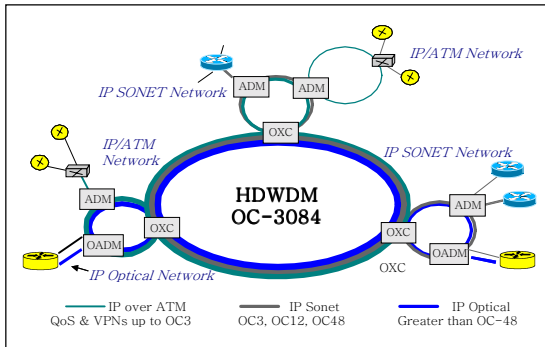 IP/ATM Network
IP SONET Network
ADM
ADM
OXC
IP/ATM
Network
IP SONET Network
HDWDM
OC-3084
ADM
ADM
OXC
OXC
OADM
OADM
OXC
IP Optical Network
IP over ATM
QoS & VPNs up to OC3
IP Sonet
OC3, OC12, OC48
IP Optical
Greater than OC-48